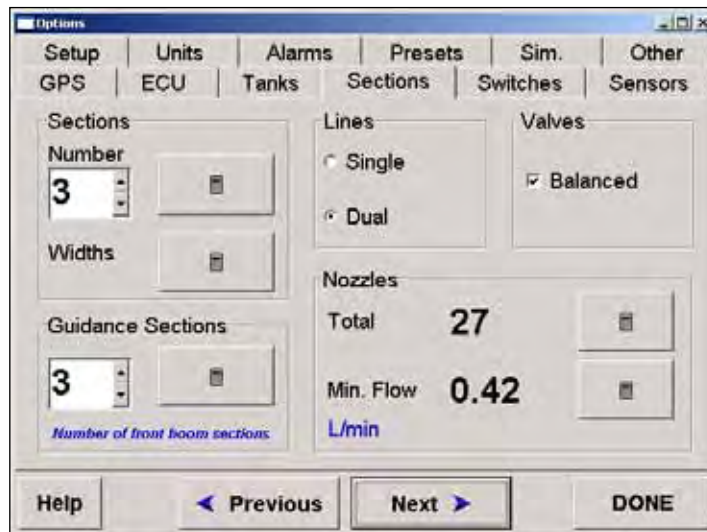 Options
Setup Units Alarms Presets Sim. Other
GPS ECU Tanks Sections Switches Sensors
Sections
Number
3
Widths
Guidance Sections
3
Number of front boom sections
Lines
Single
Dual
Valves
Balanced
Nozzles
Total 27
Min. Flow 0.42
L/min
Help Previous Next DONE